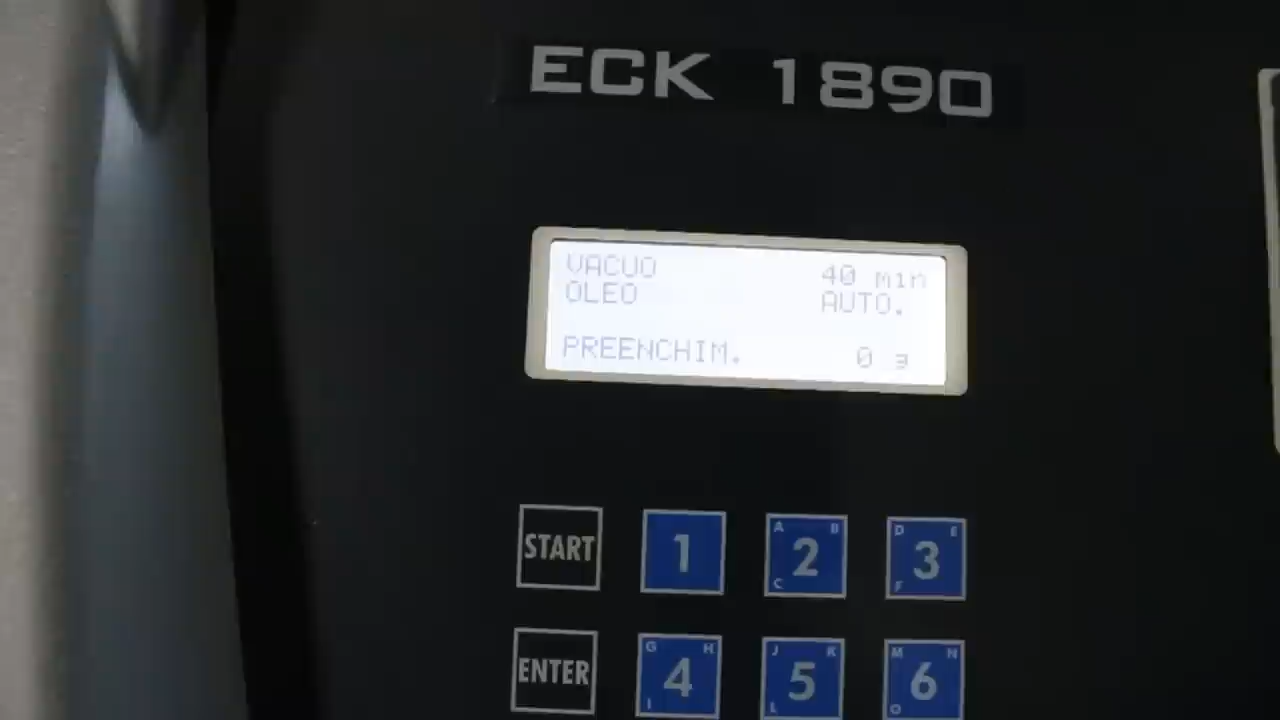 ECK 1890
VACUO 40 min
OLEO AUTO.
PREENCHIM. 0 g
START 1 A B 2 C D E 3 F
ENTER G H 4 I J K 5 L M N 6 O